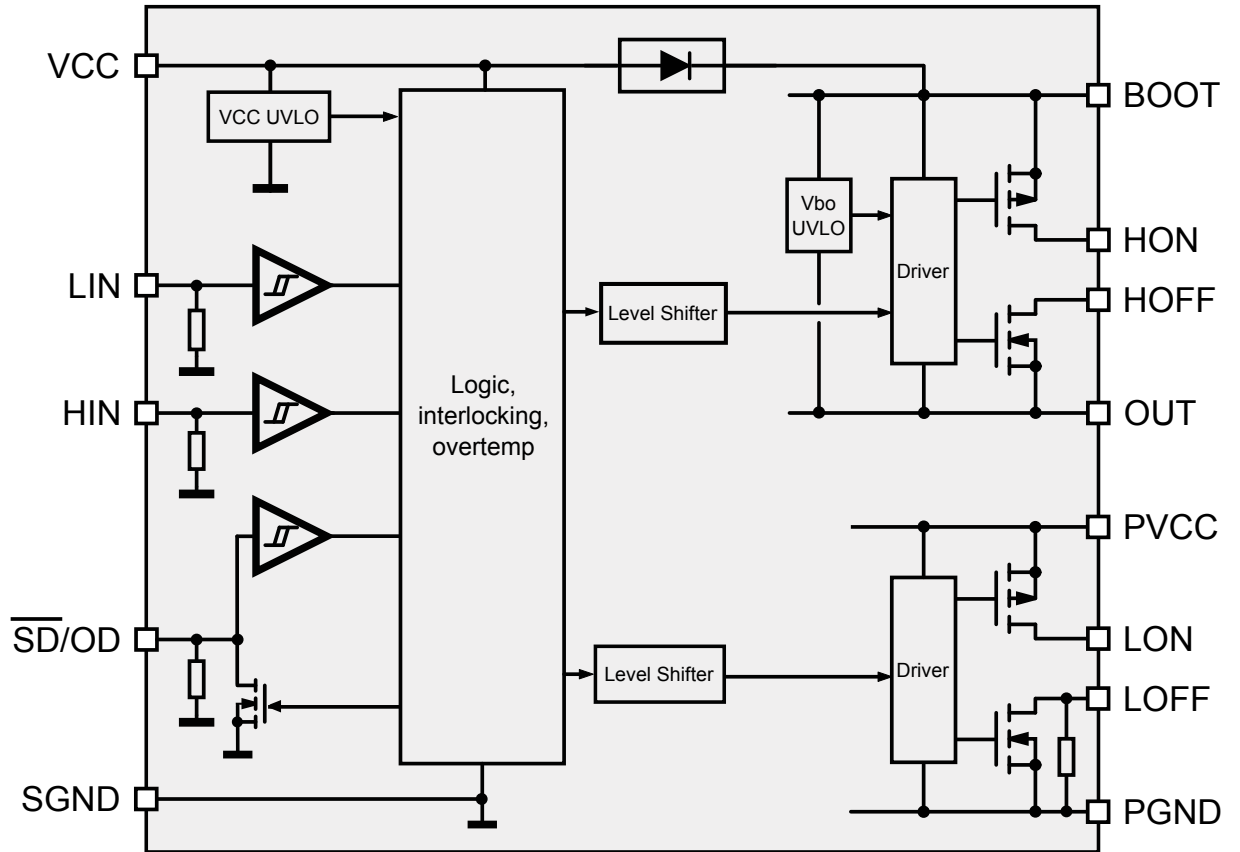 VCC
VCC UVLO
LIN
HIN
SD/OD
SGND
Logic,
interlocking,
overtemp
Level Shifter
Level Shifter
Vbo
UVLO
Driver
Driver
BOOT
HON
HOFF
OUT
PVCC
LON
LOFF
PGND